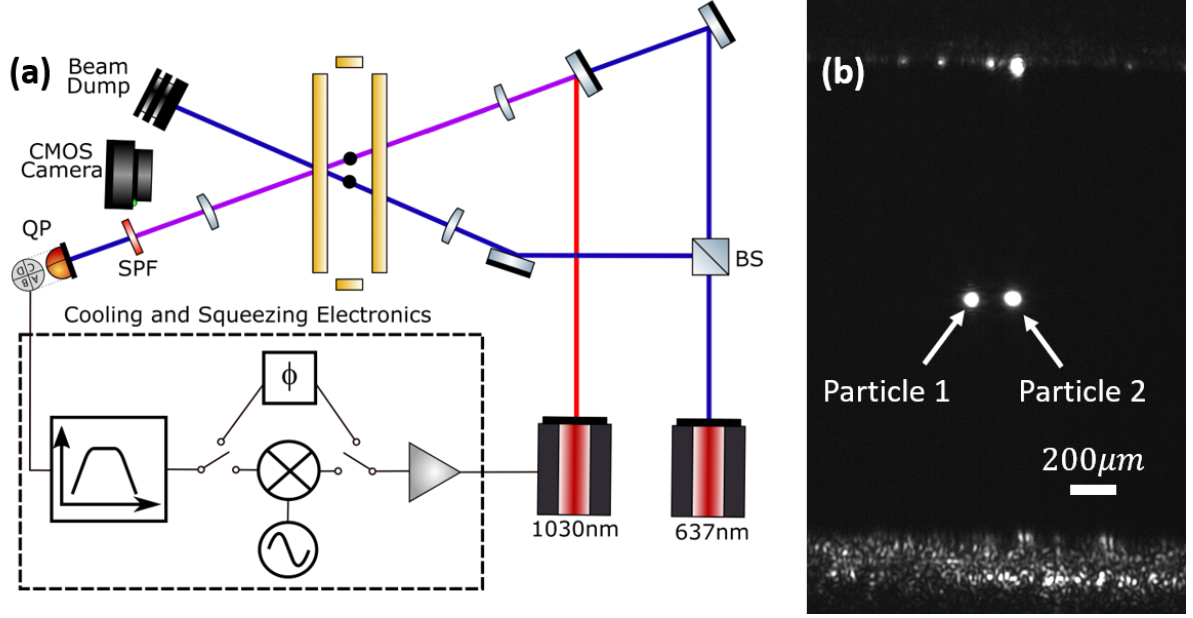 (a)
Beam
Dump
CMOS
Camera
QP
A B
C D
SPF
BS
Cooling and Squeezing Electronics
ϕ
1030nm
637nm
(b)
Particle 1
Particle 2
200μm